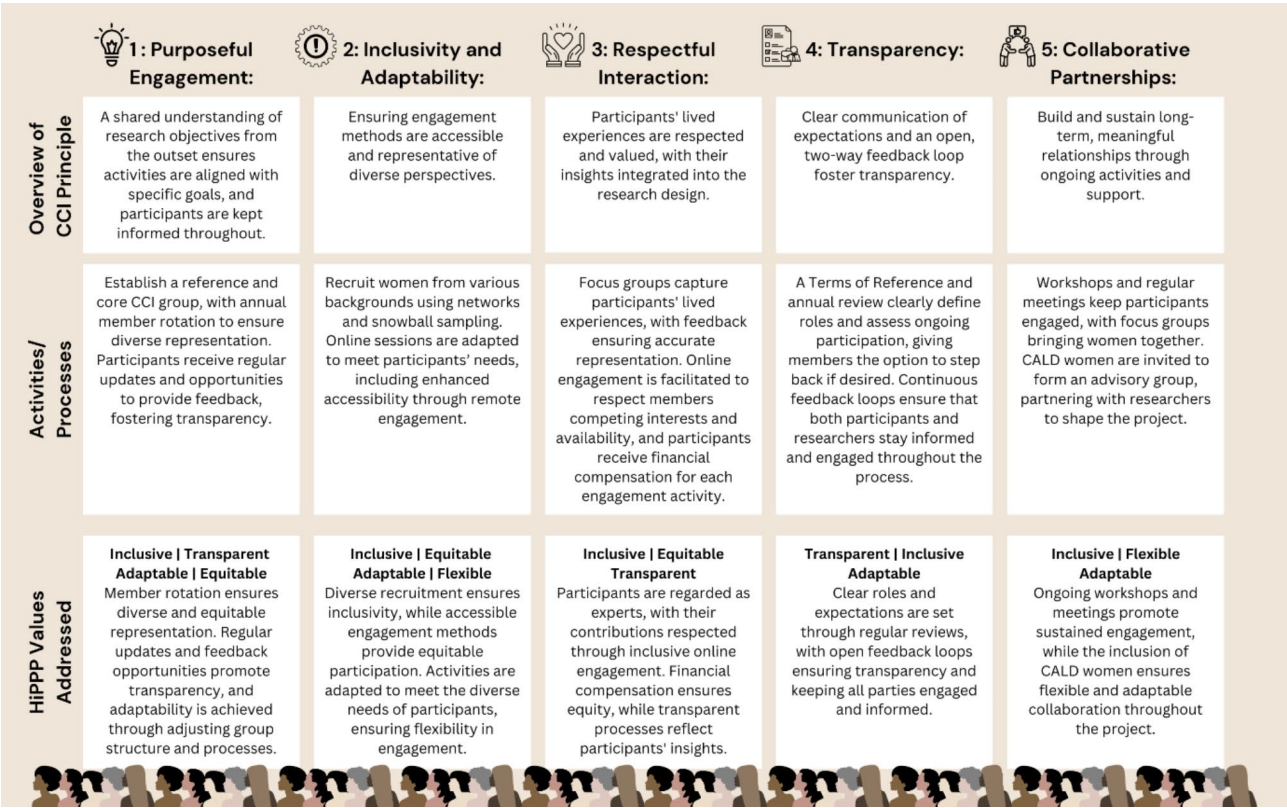 1: Purposeful
Engagement:
2: Inclusivity and
Adaptability:
3: Respectful
Interaction:
4: Transparency:
5: Collaborative
Partnerships:
Overview of
CCI Principle
A shared understanding of
research objectives from
the outset ensures
activities are aligned with
specific goals, and
participants are kept
informed throughout.
Ensuring engagement
methods are accessible
and representative of
diverse perspectives.
Participants' lived
experiences are respected
and valued, with their
insights integrated into the
research design.
Clear communication of
expectations and an open,
two-way feedback loop
foster transparency.
Build and sustain long-
term, meaningful
relationships through
ongoing activities and
support.
Activities/
Processes
Establish a reference and
core CCI group, with annual
member rotation to ensure
diverse representation.
Participants receive regular
updates and opportunities
to provide feedback,
fostering transparency.
Recruit women from various
backgrounds using networks
and snowball sampling.
Online sessions are adapted
to meet participants’ needs,
including enhanced
accessibility through remote
engagement.
Focus groups capture
participants' lived
experiences, with feedback
ensuring accurate
representation. Online
engagement is facilitated to
respect members
competing interests and
availability, and participants
receive financial
compensation for each
engagement activity.
A Terms of Reference and
annual review clearly define
roles and assess ongoing
participation, giving
members the option to step
back if desired. Continuous
feedback loops ensure that
both participants and
researchers stay informed
and engaged throughout the
process.
Workshops and regular
meetings keep participants
engaged, with focus groups
bringing women together.
CALD women are invited to
form an advisory group,
partnering with researchers
to shape the project.
HiPPP Values
Addressed
Inclusive | Transparent
Adaptable | Equitable
Member rotation ensures
diverse and equitable
representation. Regular
updates and feedback
opportunities promote
transparency, and
adaptability is achieved
through adjusting group
structure and processes.
Inclusive | Equitable
Adaptable | Flexible
Diverse recruitment ensures
inclusivity, while accessible
engagement methods
provide equitable
participation. Activities are
adapted to meet the diverse
needs of participants,
ensuring flexibility in
engagement.
Inclusive | Equitable
Transparent
Participants are regarded as
experts, with their
contributions respected
through inclusive online
engagement. Financial
compensation ensures
equity, while transparent
processes reflect
participants' insights.
Transparent | Inclusive
Adaptable
Clear roles and
expectations are set
through regular reviews,
with open feedback loops
ensuring transparency and
keeping all parties engaged
and informed.
Inclusive | Flexible
Adaptable
Ongoing workshops and
meetings promote
sustained engagement,
while the inclusion of
CALD women ensures
flexible and adaptable
collaboration throughout
the project.